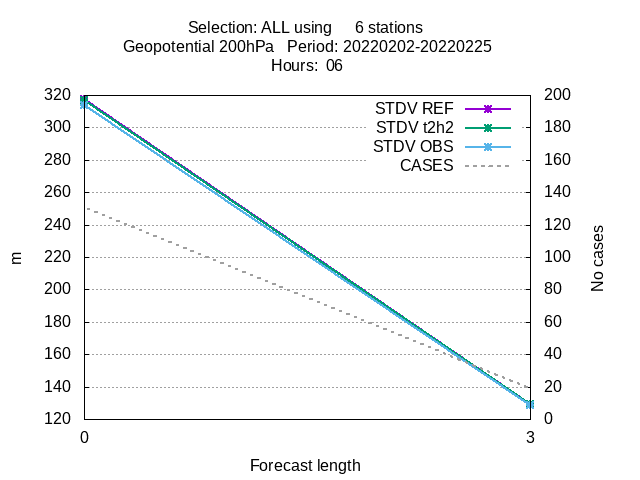 Selection: ALL using     6 stations
Geopotential 200hPa   Period: 20220202-20220225
Hours:  06
320 200
STDV REF
300 180
STDV t2h2
STDV OBS
280 160
CASES
260 140
240 120
220 100
200 80
180 60
160 40
140 20
120 0
m
No cases
0 3
Forecast length